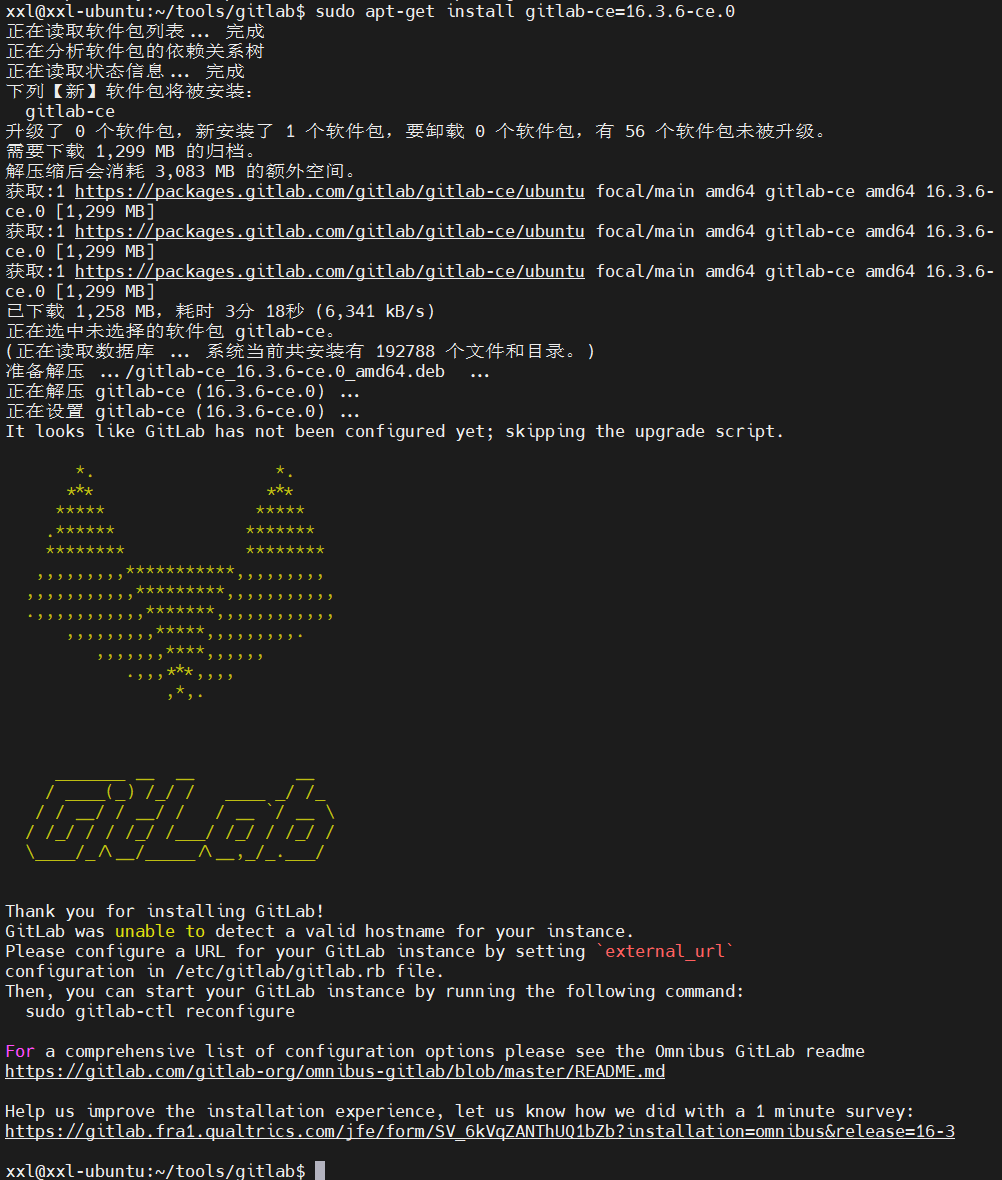 xxl@xxl-ubuntu:~/tools/gitlab$ sudo apt-get install gitlab-ce=16.3.6-ce.0
正在读取软件包列表... 完成
正在分析软件包的依赖关系树
正在读取状态信息... 完成
下列【新】软件包将被安装:
  gitlab-ce
升级了 0 个软件包，新安装了 1 个软件包，要卸载 0 个软件包，有 56 个软件包未被升级。
需要下载 1,299 MB 的归档。
解压缩后会消耗 3,083 MB 的额外空间。
获取:1 https://packages.gitlab.com/gitlab/gitlab-ce/ubuntu focal/main amd64 gitlab-ce amd64 16.3.6-
ce.0 [1,299 MB]
获取:1 https://packages.gitlab.com/gitlab/gitlab-ce/ubuntu focal/main amd64 gitlab-ce amd64 16.3.6-
ce.0 [1,299 MB]
获取:1 https://packages.gitlab.com/gitlab/gitlab-ce/ubuntu focal/main amd64 gitlab-ce amd64 16.3.6-
ce.0 [1,299 MB]
已下载 1,258 MB，耗时 3分 18秒 (6,341 kB/s)
正在选中未选择的软件包 gitlab-ce。
(正在读取数据库 ... 系统当前共安装有 192788 个文件和目录。)
准备解压 .../gitlab-ce_16.3.6-ce.0_amd64.deb  ...
正在解压 gitlab-ce (16.3.6-ce.0) ...
正在设置 gitlab-ce (16.3.6-ce.0) ...
It looks like GitLab has not been configured yet; skipping the upgrade script.

       *.                  *.
      ***                 ***
     *****               *****
    .******             *******
    ********            ********
   ,,,,,,,,,***********,,,,,,,,,
  ,,,,,,,,,,,*********,,,,,,,,,,,
  .,,,,,,,,,,,*******,,,,,,,,,,,,
      ,,,,,,,,,*****,,,,,,,,,.
         ,,,,,,,****,,,,,,
            .,,,***,,,,
                ,*,.

     _______ __  __          __
    / ____(_) /_/ /   ____ _/ /_
   / / __/ / __/ /   / __ `/ __ \
  / /_/ / / /_/ /___/ /_/ / /_/ /
  \____/_/\__/_____/\__,_/_.___/

Thank you for installing GitLab!
GitLab was unable to detect a valid hostname for your instance.
Please configure a URL for your GitLab instance by setting `external_url`
configuration in /etc/gitlab/gitlab.rb file.
Then, you can start your GitLab instance by running the following command:
  sudo gitlab-ctl reconfigure

For a comprehensive list of configuration options please see the Omnibus GitLab readme
https://gitlab.com/gitlab-org/omnibus-gitlab/blob/master/README.md

Help us improve the installation experience, let us know how we did with a 1 minute survey:
https://gitlab.fra1.qualtrics.com/jfe/form/SV_6kVqZANThUQ1bZb?installation=omnibus&release=16-3

xxl@xxl-ubuntu:~/tools/gitlab$